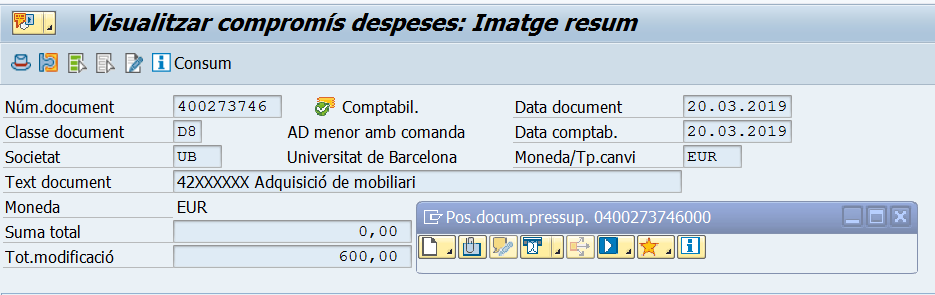 Visualitzar compromís despeses: Imatge resum
Consum
Núm.document 400273746 Comptabil. Data document 20.03.2019
Classe document D8 AD menor amb comanda Data comptab. 20.03.2019
Societat UB Universitat de Barcelona Moneda/Tp.canvi EUR
Text document 42XXXXXX Adquisició de mobiliari
Moneda EUR
Pos.docum.pressup. 0400273746000
Suma total 0,00
Tot.modificació 600,00